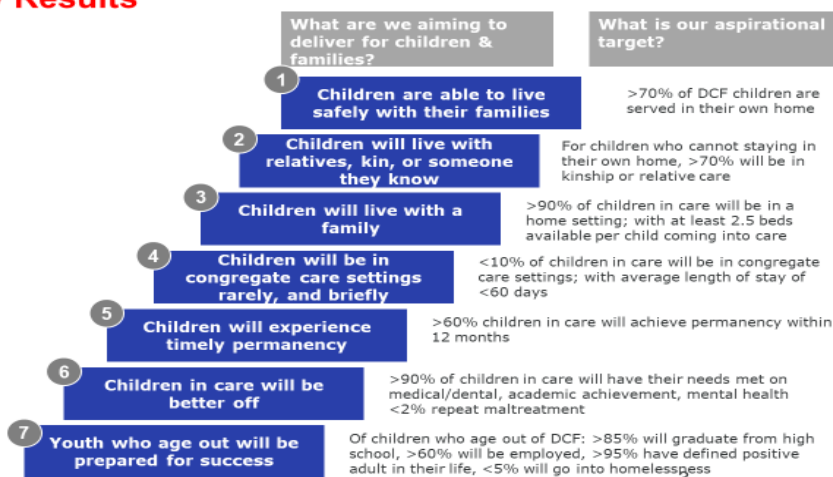 Results
What are we aiming to
deliver for children &
families?
What is our aspirational
target?
1
Children are able to live
safely with their families
>70% of DCF children are
served in their own home
2
Children will live with
relatives, kin, or someone
they know
For children who cannot staying in
their own home, >70% will be in
kinship or relative care
3
Children will live with a
family
>90% of children in care will be in a
home setting; with at least 2.5 beds
available per child coming into care
4
Children will be in
congregate care settings
rarely, and briefly
<10% of children in care will be in congregate
care settings; with average length of stay of
<60 days
5
Children will experience
timely permanency
>60% children in care will achieve permanency within
12 months
6
Children in care will be
better off
>90% of children in care will have their needs met on
medical/dental, academic achievement, mental health
<2% repeat maltreatment
7
Youth who age out will be
prepared for success
Of children who age out of DCF: >85% will graduate from high
school, >60% will be employed, >95% have defined positive
adult in their life, <5% will go into homelessness